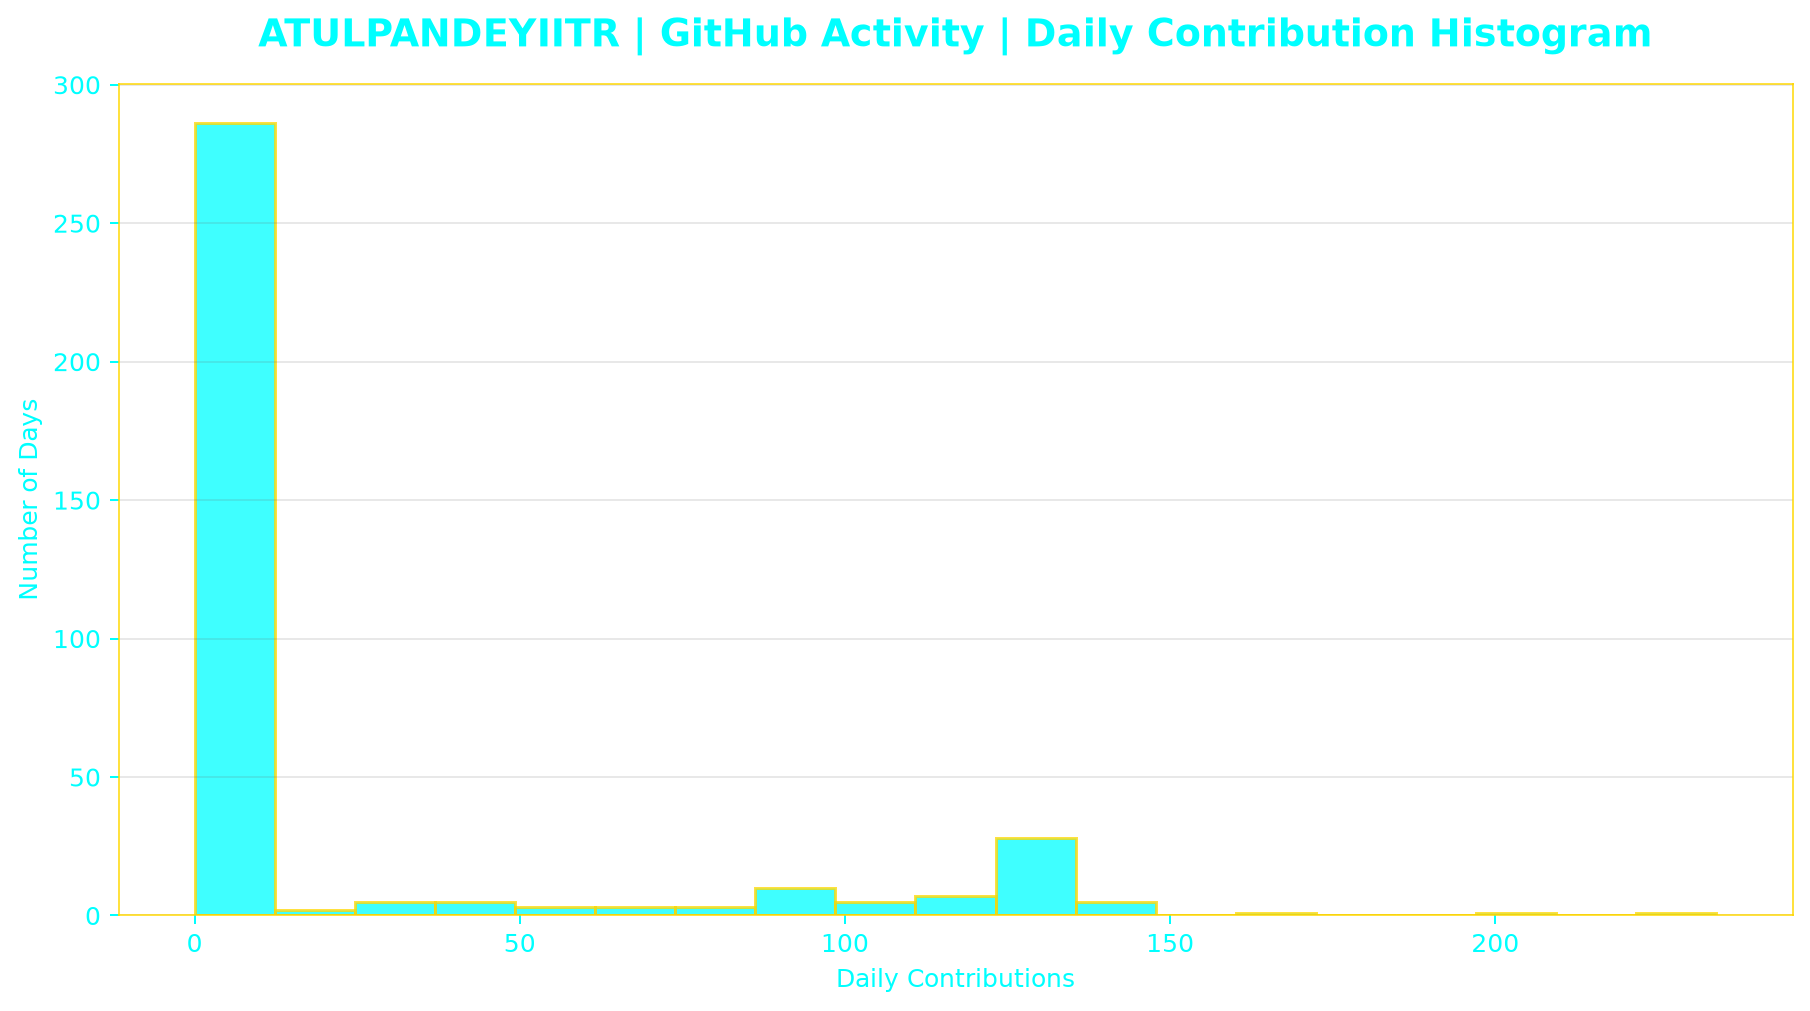 ATULPANDEYIITR | GitHub Activity | Daily Contribution Histogram
300
250
200
150
100
50
0
Number of Days
0 50 100 150 200
Daily Contributions